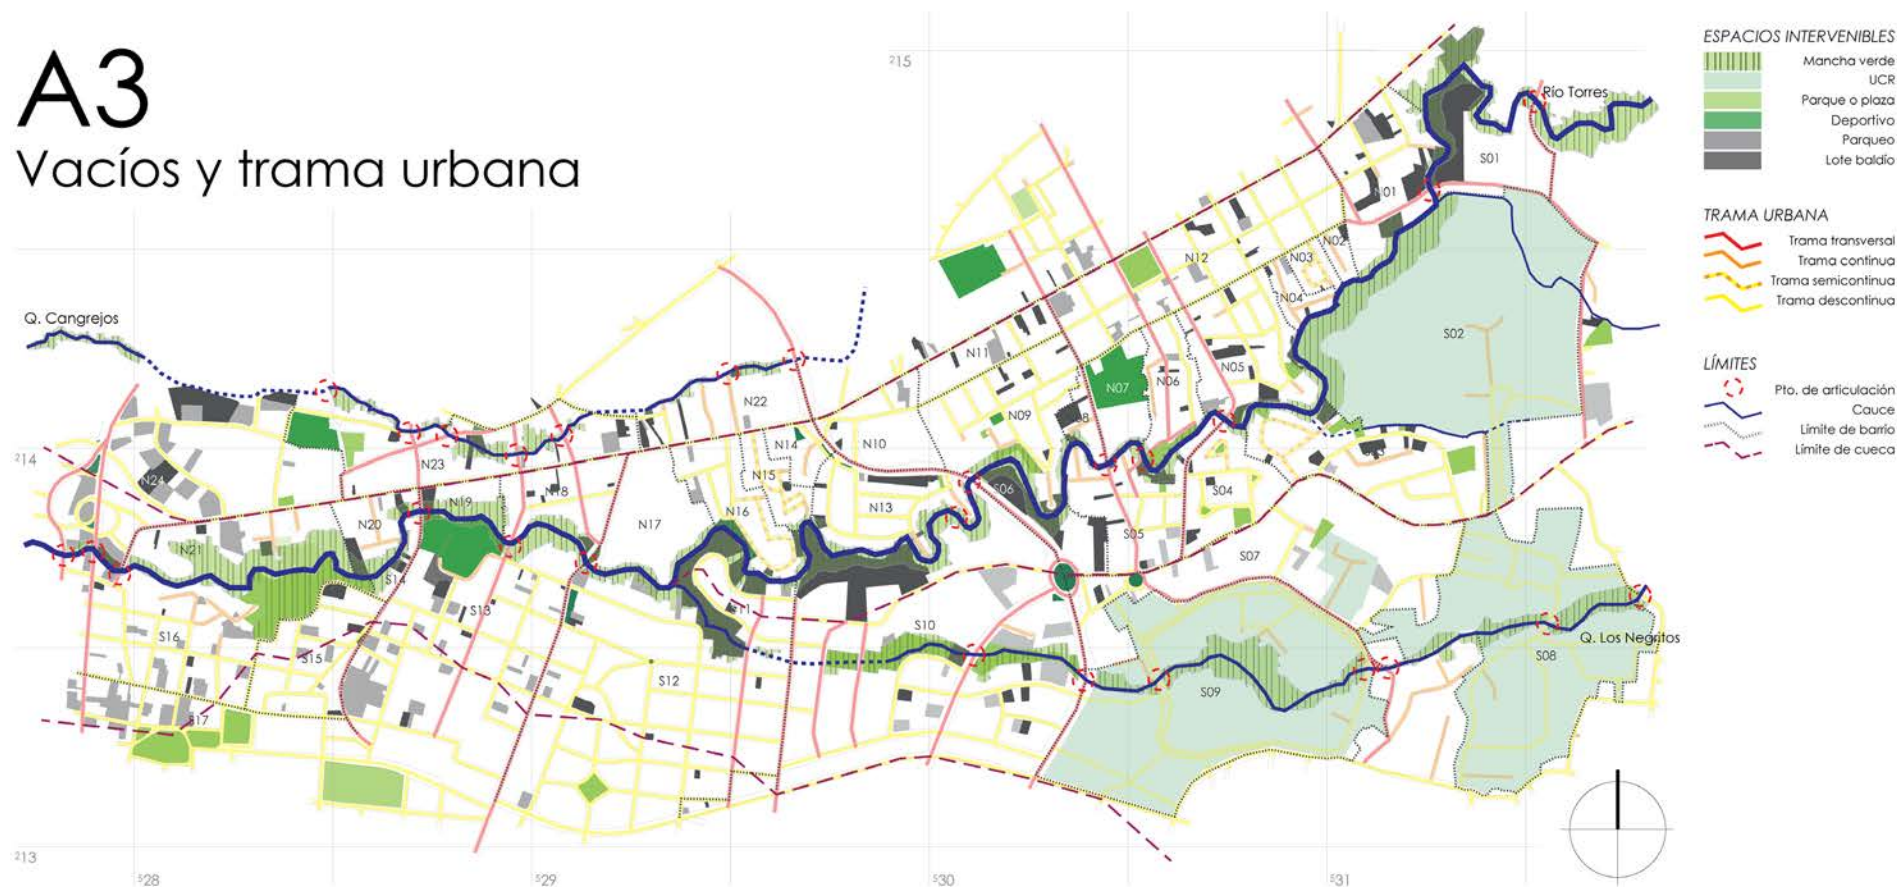 A3
Vacíos y trama urbana
²15
²14
²13
⁵28
⁵29
⁵30
⁵31
Q. Cangrejos
Río Torres
Q. Los Negritos
S01
N01
N02
N03
N04
N12
S02
N11
N07
N06
N05
N09
N22
N14
N10
N23
N15
N24
N19
N18
N13
S06
S04
N20
N17
N16
S05
N21
S07
S14
S13
S10
S16
S15
S12
S09
S08
S17
ESPACIOS INTERVENIBLES
Mancha verde
UCR
Parque o plaza
Deportivo
Parqueo
Lote baldío
TRAMA URBANA
Trama transversal
Trama continua
Trama semicontinua
Trama descontinua
LÍMITES
Pto. de articulación
Cauce
Límite de barrio
Límite de cueca